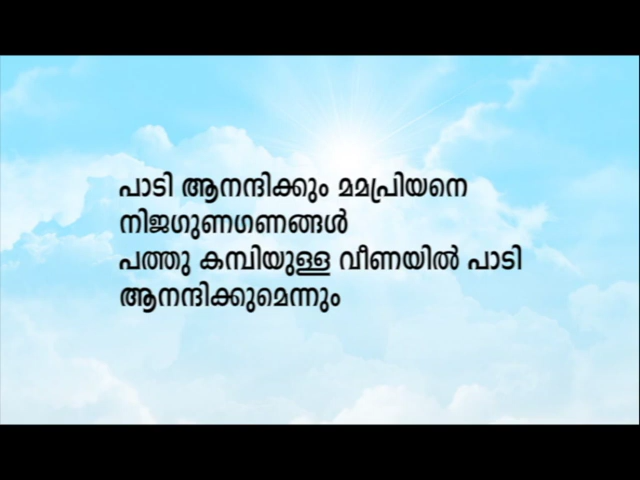 പാടി ആനന്ദിക്കും മമപ്രിയനെ
നിജഗുണഗണങ്ങൾ
പത്തു കമ്പിയുള്ള വീണയിൽ പാടി
ആനന്ദിക്കുമെന്നും